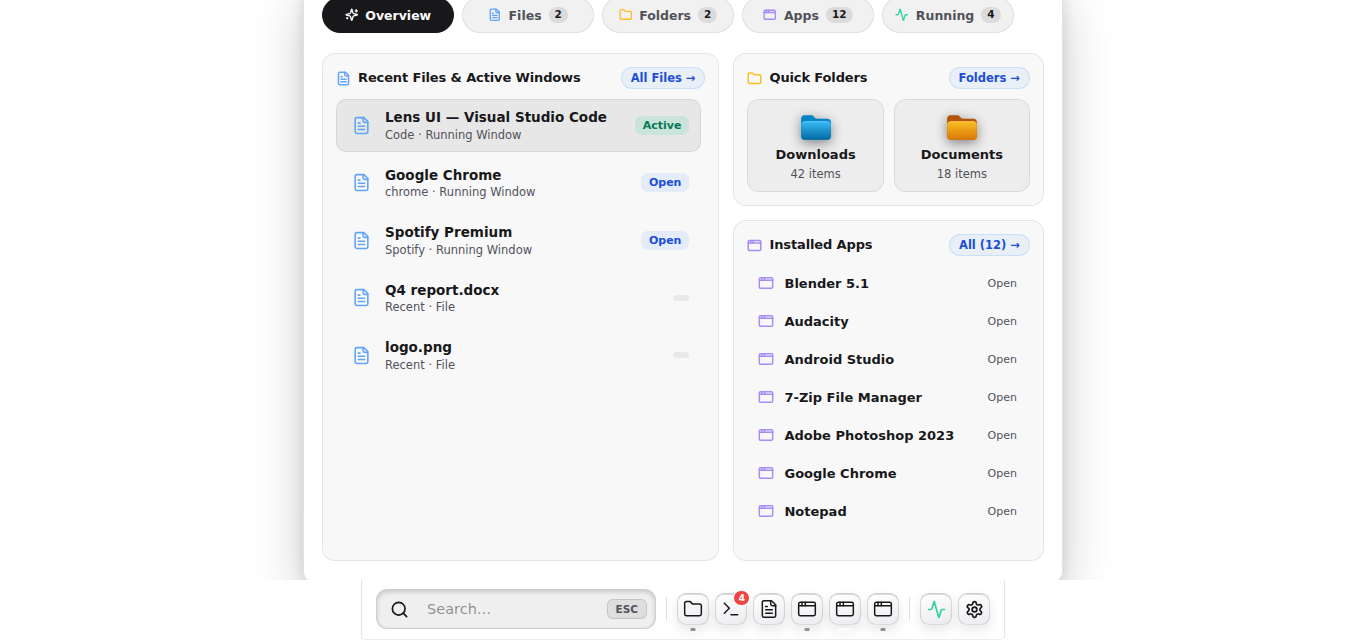 Overview Files 2 Folders 2 Apps 12 Running 4
Recent Files & Active Windows All Files →
Lens UI — Visual Studio Code
Code · Running Window
Active
Google Chrome
chrome · Running Window
Open
Spotify Premium
Spotify · Running Window
Open
Q4 report.docx
Recent · File
logo.png
Recent · File
Quick Folders Folders →
Downloads
42 items
Documents
18 items
Installed Apps All (12) →
Blender 5.1 Open
Audacity Open
Android Studio Open
7-Zip File Manager Open
Adobe Photoshop 2023 Open
Google Chrome Open
Notepad Open
Search... ESC
4